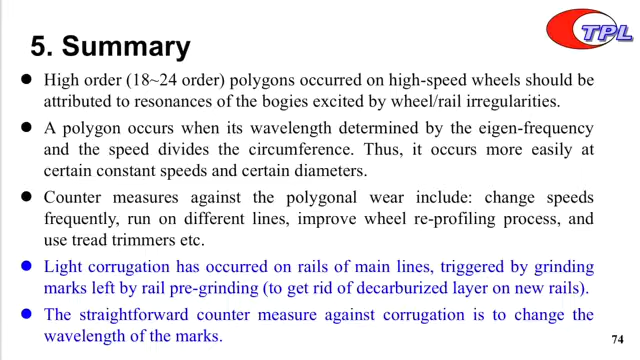 5. Summary
TPL
● High order (18~24 order) polygons occurred on high-speed wheels should be
attributed to resonances of the bogies excited by wheel/rail irregularities.
● A polygon occurs when its wavelength determined by the eigen-frequency
and the speed divides the circumference. Thus, it occurs more easily at
certain constant speeds and certain diameters.
● Counter measures against the polygonal wear include: change speeds
frequently, run on different lines, improve wheel re-profiling process, and
use tread trimmers etc.
● Light corrugation has occurred on rails of main lines, triggered by grinding
marks left by rail pre-grinding (to get rid of decarburized layer on new rails).
● The straightforward counter measure against corrugation is to change the
wavelength of the marks.
74